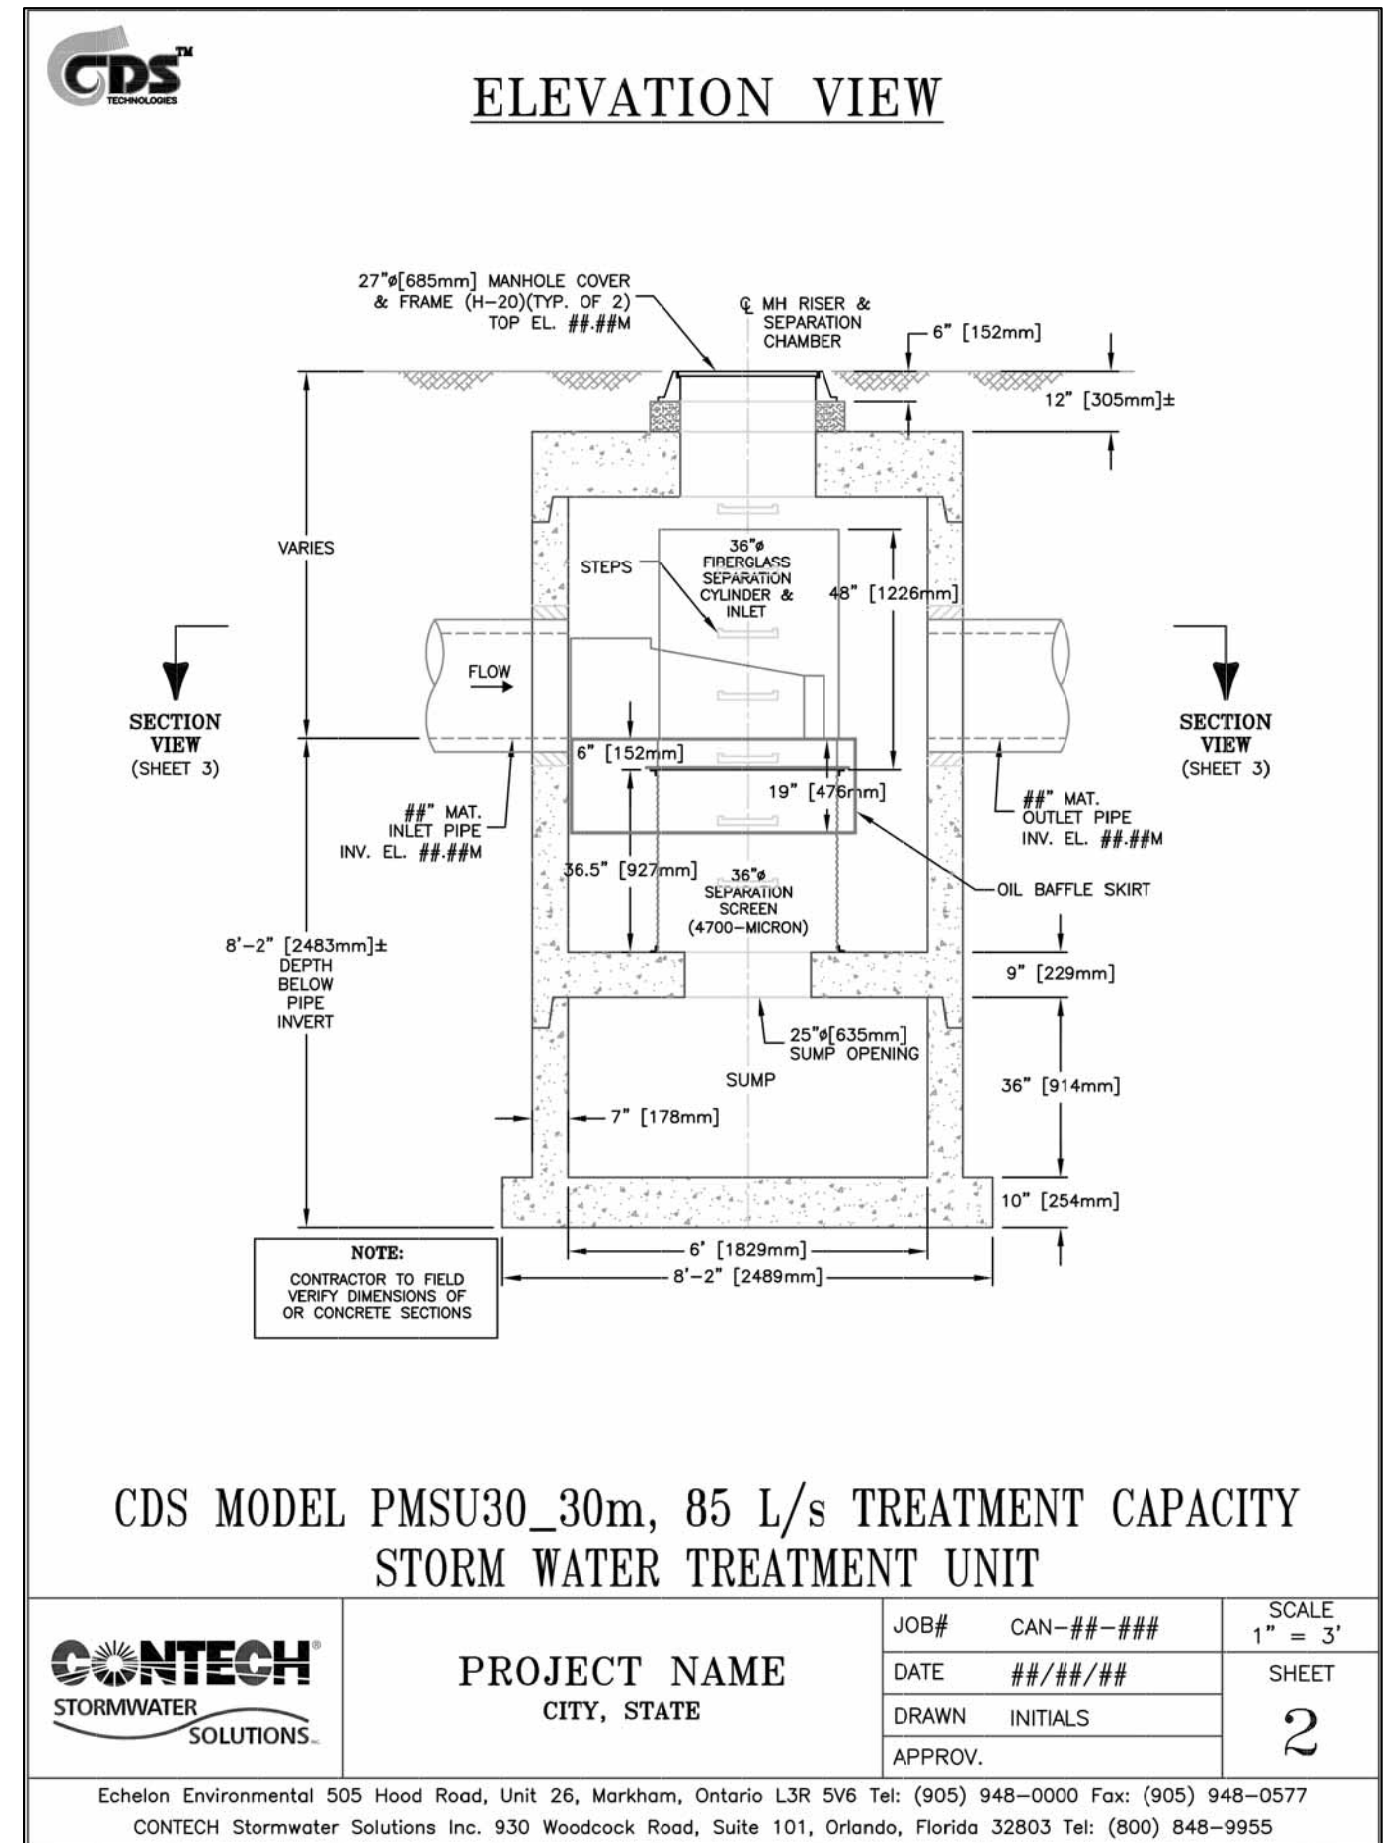 CDS™
TECHNOLOGIES
ELEVATION VIEW
27"ø[685mm] MANHOLE COVER
& FRAME (H-20)(TYP. OF 2)
TOP EL. ##.##M
℄ MH RISER &
SEPARATION
CHAMBER
6" [152mm]
12" [305mm]±
VARIES
STEPS
36"ø
FIBERGLASS
SEPARATION
CYLINDER &
INLET
48" [1226mm]
FLOW
SECTION
VIEW
(SHEET 3)
SECTION
VIEW
(SHEET 3)
6" [152mm]
19" [476mm]
##" MAT.
INLET PIPE
INV. EL. ##.##M
##" MAT.
OUTLET PIPE
INV. EL. ##.##M
36.5" [927mm]
36"ø
SEPARATION
SCREEN
(4700-MICRON)
OIL BAFFLE SKIRT
8'-2" [2483mm]±
DEPTH
BELOW
PIPE
INVERT
9" [229mm]
25"ø[635mm]
SUMP OPENING
SUMP
36" [914mm]
7" [178mm]
10" [254mm]
6' [1829mm]
8'-2" [2489mm]
NOTE:
CONTRACTOR TO FIELD
VERIFY DIMENSIONS OF
OR CONCRETE SECTIONS
CDS MODEL PMSU30_30m, 85 L/s TREATMENT CAPACITY
STORM WATER TREATMENT UNIT
CONTECH®
STORMWATER
SOLUTIONS
PROJECT NAME
CITY, STATE
JOB# CAN-##-###
DATE ##/##/##
DRAWN INITIALS
APPROV.
SCALE
1" = 3'
SHEET
2
Echelon Environmental 505 Hood Road, Unit 26, Markham, Ontario L3R 5V6 Tel: (905) 948-0000 Fax: (905) 948-0577
CONTECH Stormwater Solutions Inc. 930 Woodcock Road, Suite 101, Orlando, Florida 32803 Tel: (800) 848-9955